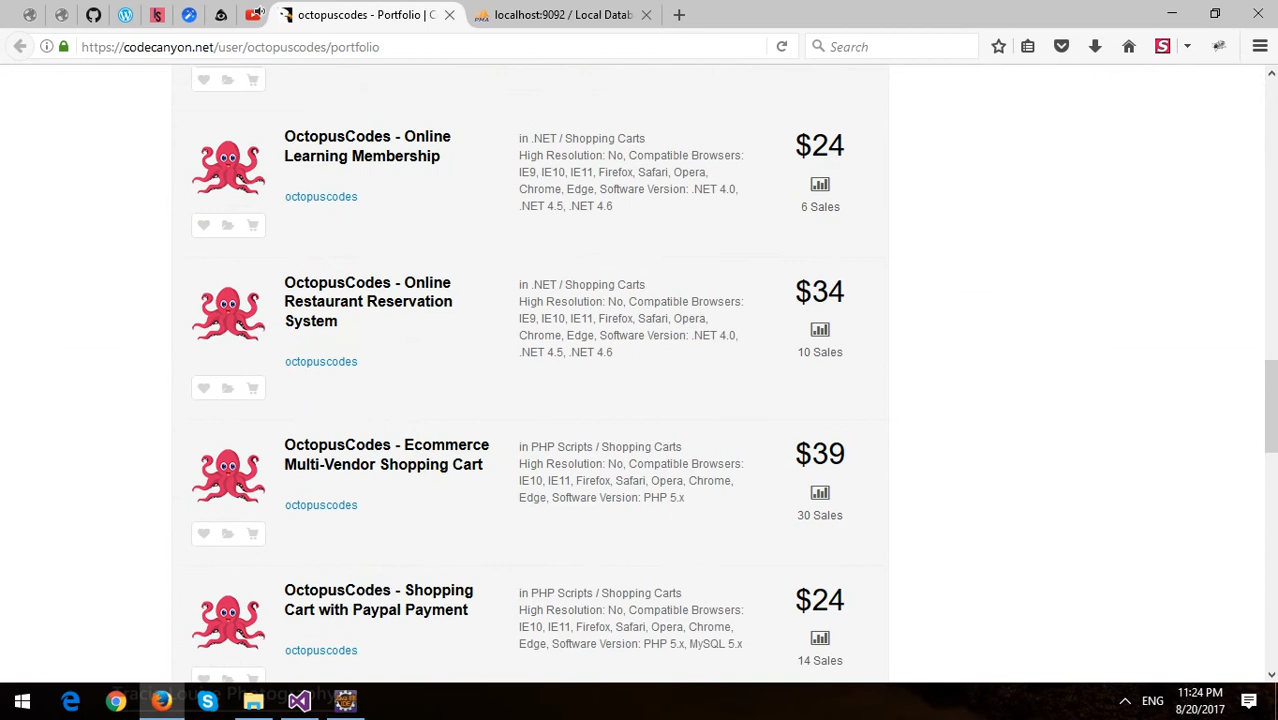 octopuscodes - Portfolio | C
localhost:9092 / Local Datab
https://codecanyon.net/user/octopuscodes/portfolio
Search
OctopusCodes - Online
Learning Membership
octopuscodes
in .NET / Shopping Carts
High Resolution: No, Compatible Browsers:
IE9, IE10, IE11, Firefox, Safari, Opera,
Chrome, Edge, Software Version: .NET 4.0,
.NET 4.5, .NET 4.6
$24
6 Sales
OctopusCodes - Online
Restaurant Reservation
System
octopuscodes
in .NET / Shopping Carts
High Resolution: No, Compatible Browsers:
IE9, IE10, IE11, Firefox, Safari, Opera,
Chrome, Edge, Software Version: .NET 4.0,
.NET 4.5, .NET 4.6
$34
10 Sales
OctopusCodes - Ecommerce
Multi-Vendor Shopping Cart
octopuscodes
in PHP Scripts / Shopping Carts
High Resolution: No, Compatible Browsers:
IE10, IE11, Firefox, Safari, Opera, Chrome,
Edge, Software Version: PHP 5.x
$39
30 Sales
OctopusCodes - Shopping
Cart with Paypal Payment
octopuscodes
in PHP Scripts / Shopping Carts
High Resolution: No, Compatible Browsers:
IE10, IE11, Firefox, Safari, Opera, Chrome,
Edge, Software Version: PHP 5.x, MySQL 5.x
$24
14 Sales
ENG
11:24 PM
8/20/2017